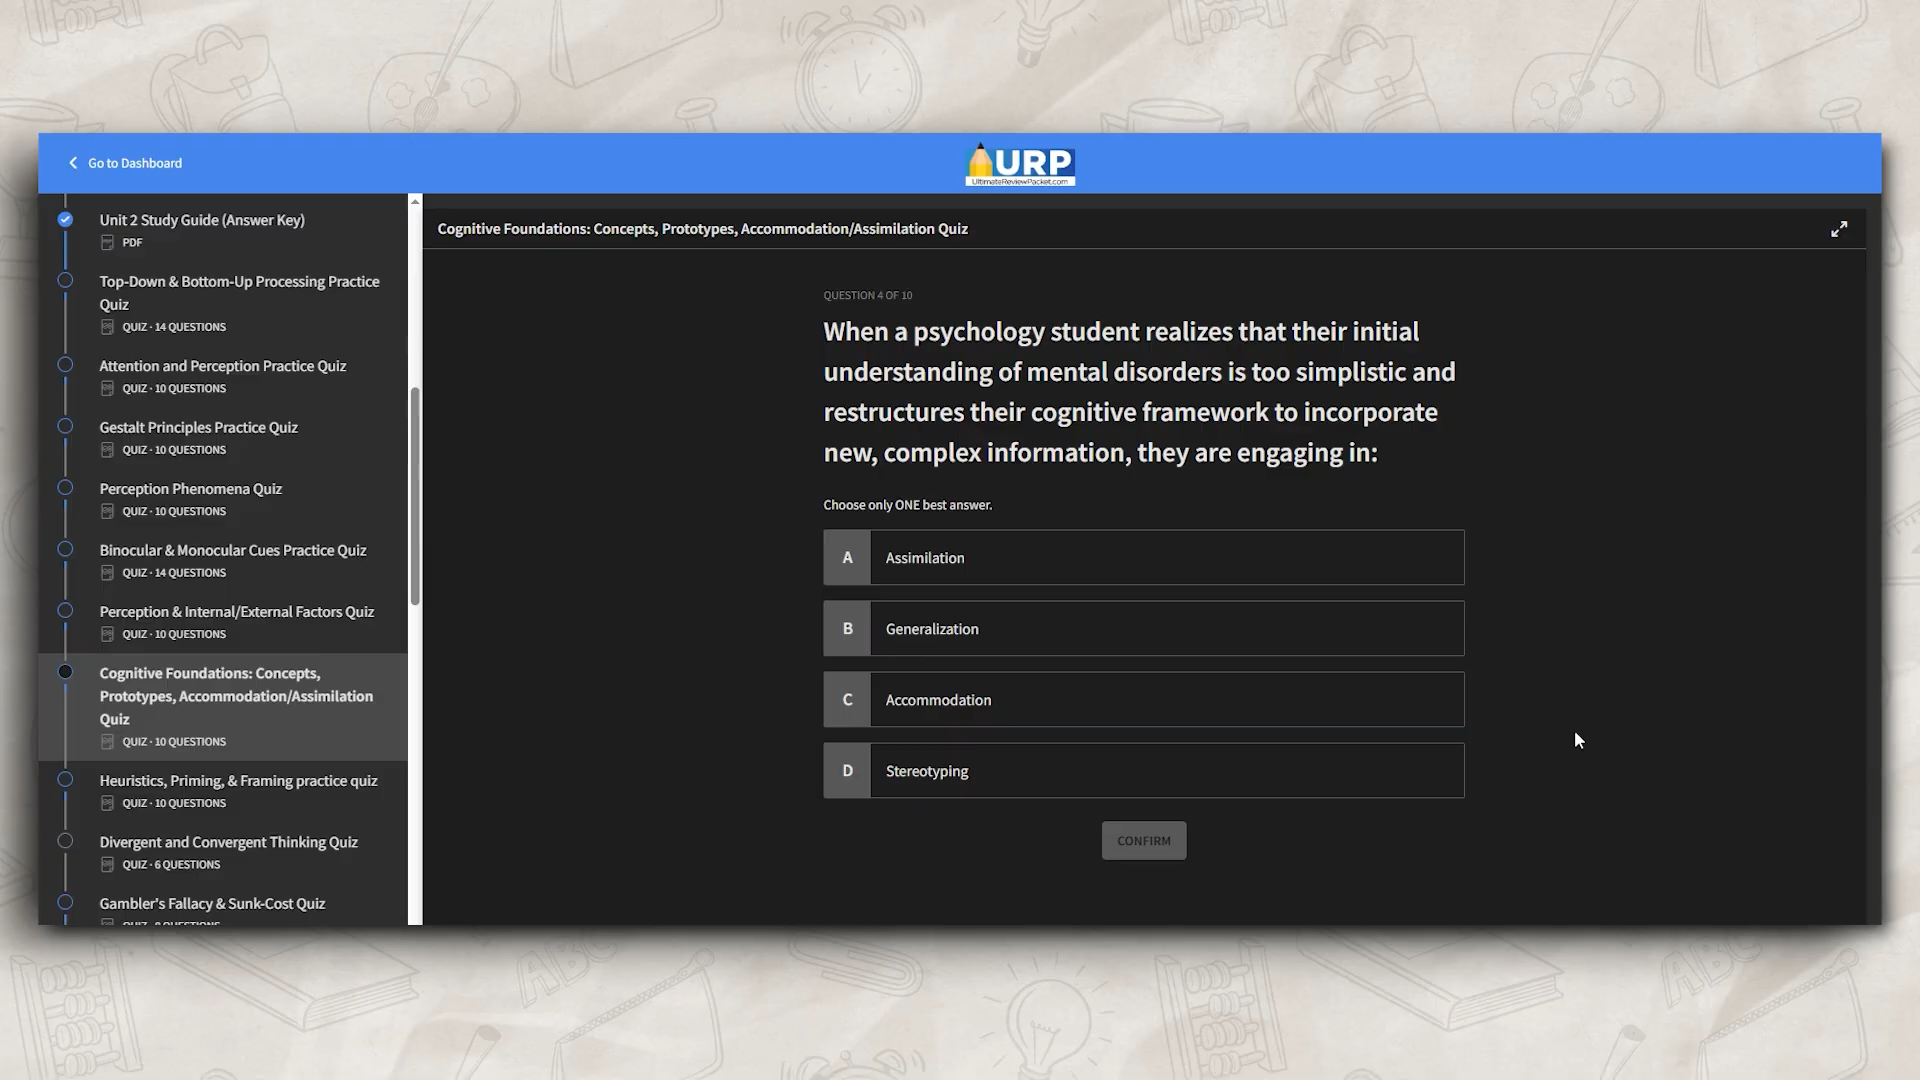 Go to Dashboard
URP
UltimateReviewPacket.com
Unit 2 Study Guide (Answer Key)
PDF
Top-Down & Bottom-Up Processing Practice
Quiz
QUIZ · 14 QUESTIONS
Attention and Perception Practice Quiz
QUIZ · 10 QUESTIONS
Gestalt Principles Practice Quiz
QUIZ · 10 QUESTIONS
Perception Phenomena Quiz
QUIZ · 10 QUESTIONS
Binocular & Monocular Cues Practice Quiz
QUIZ · 14 QUESTIONS
Perception & Internal/External Factors Quiz
QUIZ · 10 QUESTIONS
Cognitive Foundations: Concepts,
Prototypes, Accommodation/Assimilation
Quiz
QUIZ · 10 QUESTIONS
Heuristics, Priming, & Framing practice quiz
QUIZ · 10 QUESTIONS
Divergent and Convergent Thinking Quiz
QUIZ · 6 QUESTIONS
Gambler's Fallacy & Sunk-Cost Quiz
Cognitive Foundations: Concepts, Prototypes, Accommodation/Assimilation Quiz
QUESTION 4 OF 10
When a psychology student realizes that their initial
understanding of mental disorders is too simplistic and
restructures their cognitive framework to incorporate
new, complex information, they are engaging in:
Choose only ONE best answer.
A Assimilation
B Generalization
C Accommodation
D Stereotyping
CONFIRM
ABC
ABC